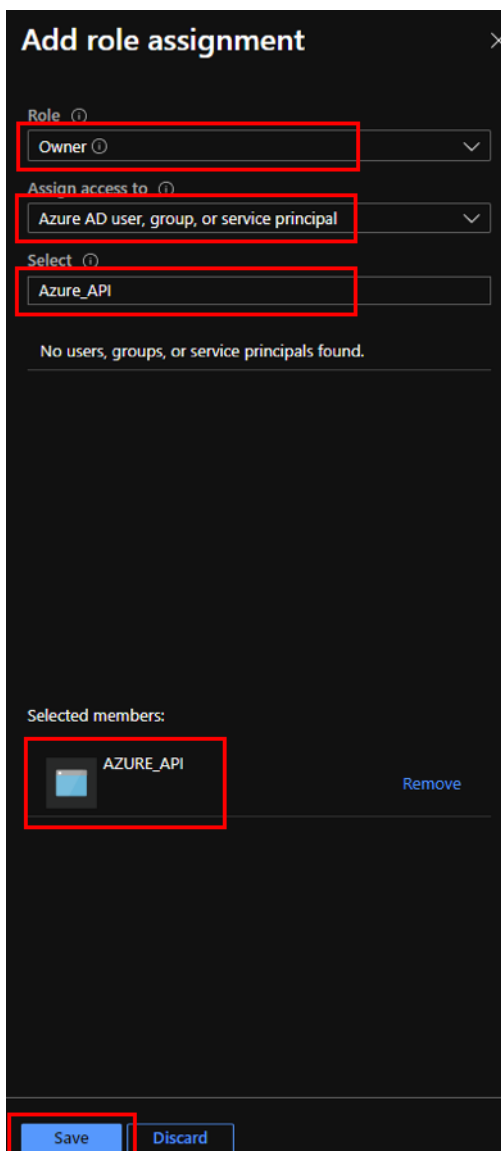 Add role assignment
Role
Owner
Assign access to
Azure AD user, group, or service principal
Select
Azure_API
No users, groups, or service principals found.
Selected members:
AZURE_API
Remove
Save Discard